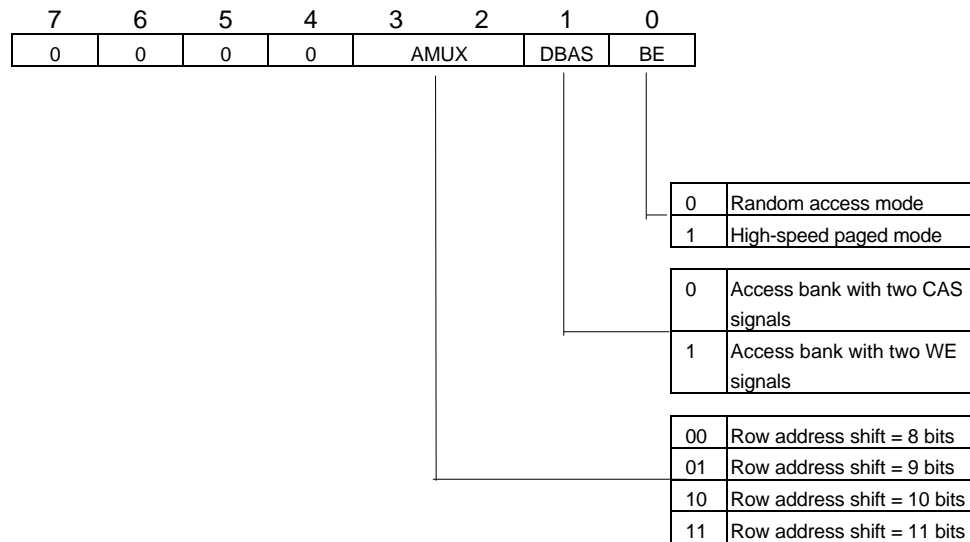 7 6 5 4 3 2 1 0
0 0 0 0 AMUX DBAS BE
0 Random access mode
1 High-speed paged mode
0 Access bank with two CAS
signals
1 Access bank with two WE
signals
00 Row address shift = 8 bits
01 Row address shift = 9 bits
10 Row address shift = 10 bits
11 Row address shift = 11 bits